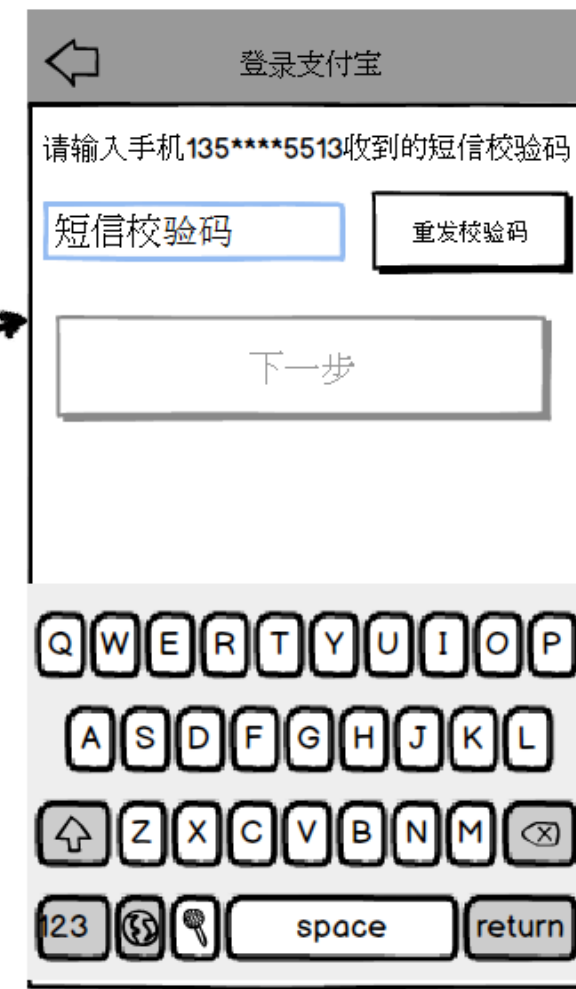 登录支付宝
请输入手机135****5513收到的短信校验码
短信校验码 重发校验码
下一步
Q W E R T Y U I O P
A S D F G H J K L
Z X C V B N M
123 space return